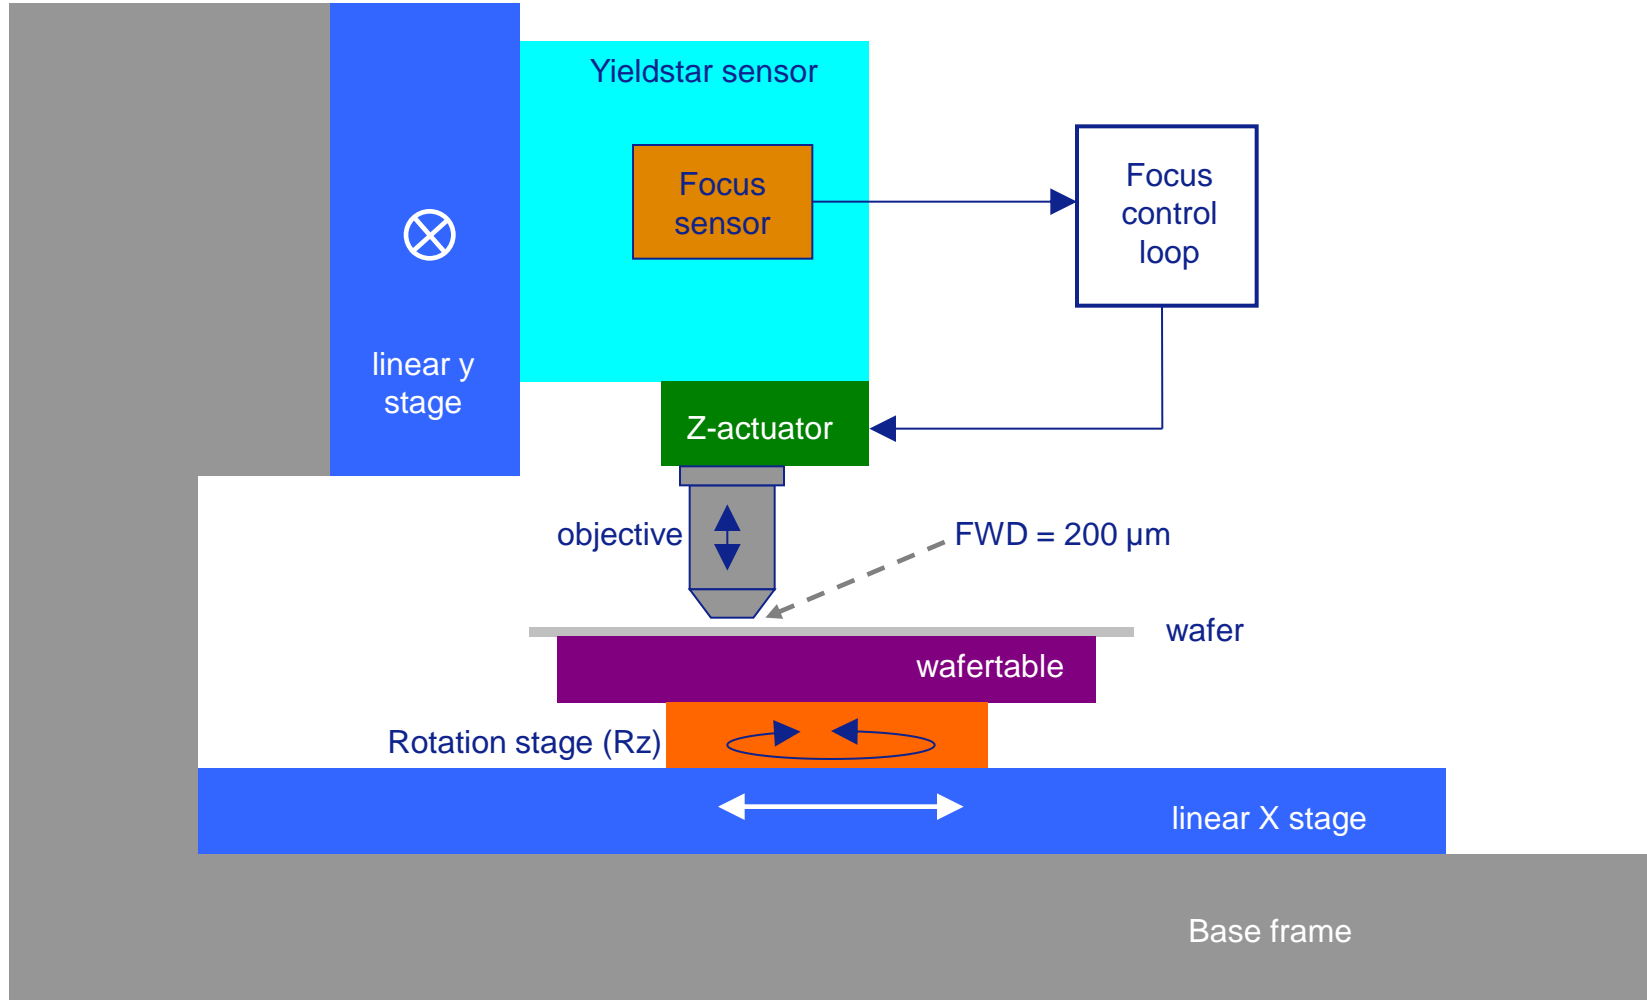 Yieldstar sensor
Focus
sensor
Focus
control
loop
linear y
stage
Z-actuator
objective
FWD = 200 µm
wafer
wafertable
Rotation stage (Rz)
linear X stage
Base frame